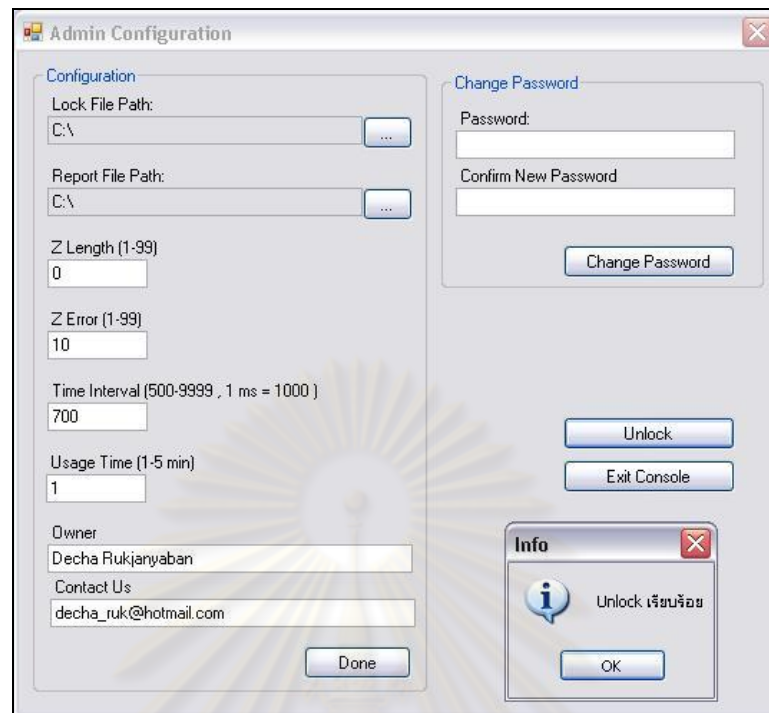 Admin Configuration
Configuration
Lock File Path:
C:\
...
Report File Path:
C:\
...
Z Length (1-99)
0
Z Error (1-99)
10
Time Interval (500-9999 , 1 ms = 1000 )
700
Usage Time (1-5 min)
1
Owner
Decha Rukjanyaban
Contact Us
decha_ruk@hotmail.com
Done
Change Password
Password:
Confirm New Password
Change Password
Unlock
Exit Console
Info
Unlock เรียบร้อย
OK